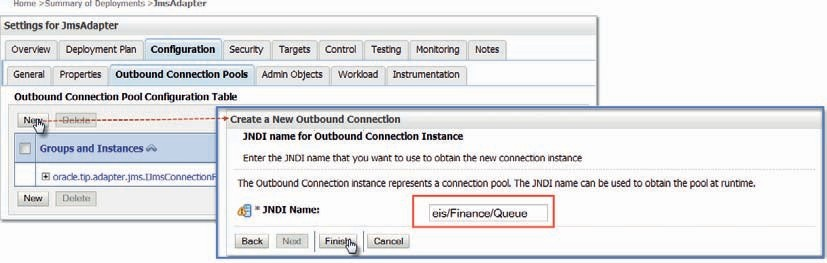 Home >Summary of Deployments >JmsAdapter
Settings for JmsAdapter
Overview Deployment Plan Configuration Security Targets Control Testing Monitoring Notes
General Properties Outbound Connection Pools Admin Objects Workload Instrumentation
Outbound Connection Pool Configuration Table
New Delete
Groups and Instances
oracle.tip.adapter.jms.IJmsConnectionF
New Delete
Create a New Outbound Connection
JNDI name for Outbound Connection Instance
Enter the JNDI name that you want to use to obtain the new connection instance
The Outbound Connection instance represents a connection pool. The JNDI name can be used to obtain the pool at runtime.
* JNDI Name: eis/Finance/Queue
Back Next Finish Cancel